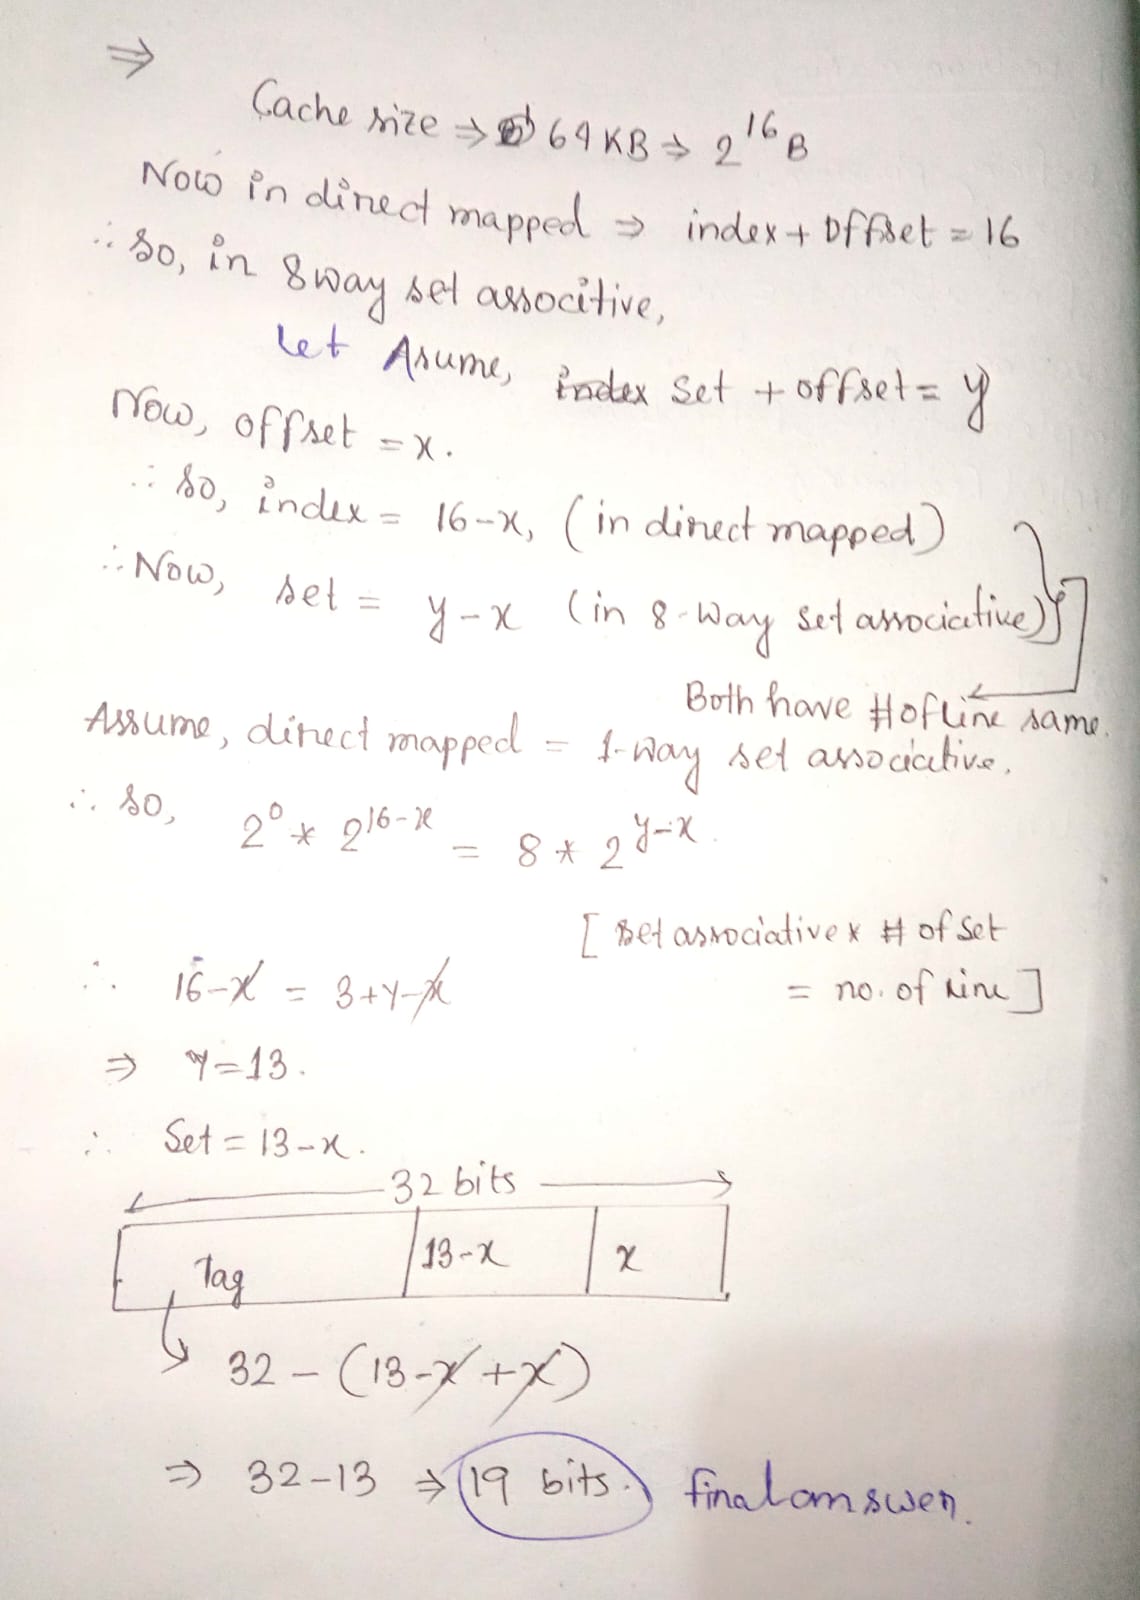 ⇒
Cache size ⇒ 64 KB ⇒ 2^16 B
Now in direct mapped ⇒ index + Offset = 16
∴ So, in 8 way set associtive,
let Asume, index Set + offset = y
Now, offset = x.
∴ So, index = 16-x, (in direct mapped)
∴ Now, set = y-x (in 8-way set associative)
Both have # of line same.
Assume, direct mapped = 1-way set associative.
∴ So, 2^0 * 2^16-x = 8 * 2^y-x
[ set associative x # of set
= no. of line ]
∴ 16-x = 3+y-x
⇒ y=13.
∴ Set = 13-x.
32 bits
Tag 13-x x
32 - (13-x+x)
⇒ 32-13 ⇒ 19 bits. final answer.